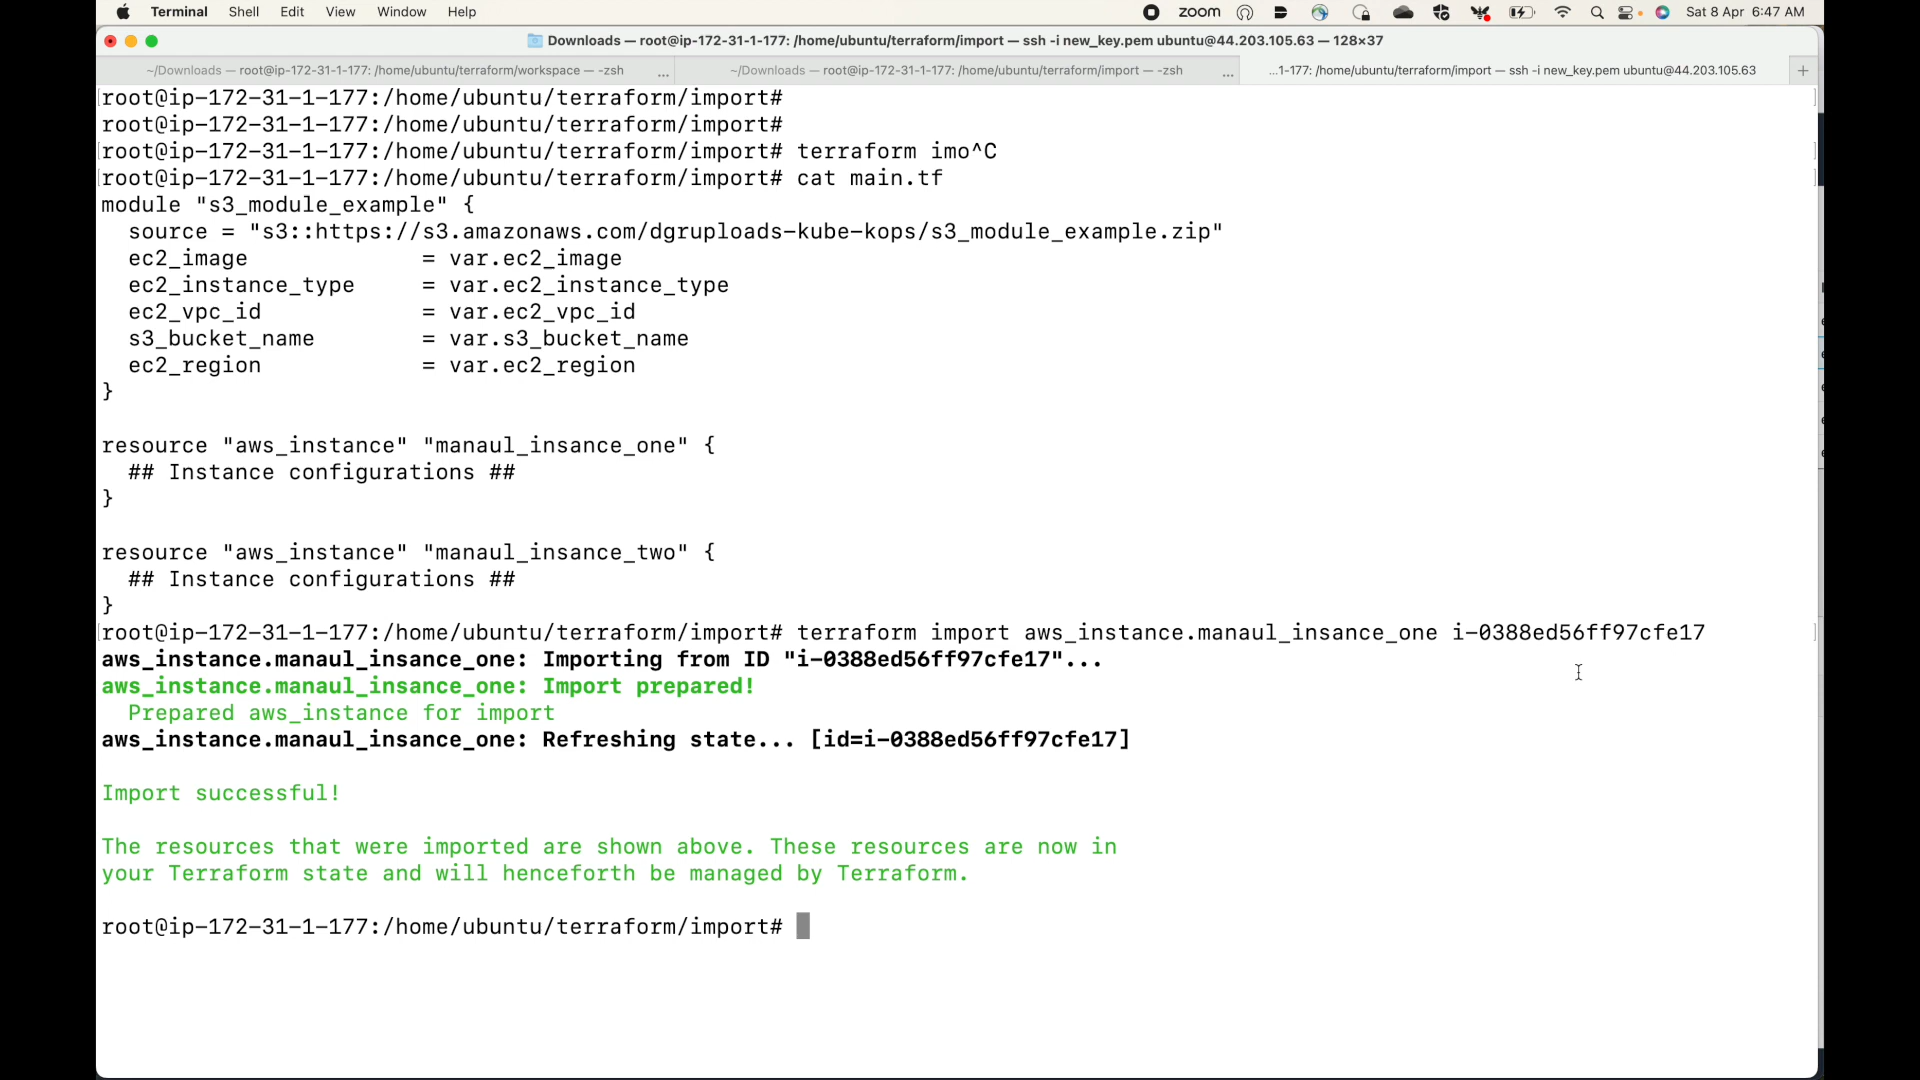 Terminal Shell Edit View Window Help zoom Sat 8 Apr 6:47 AM
Downloads — root@ip-172-31-1-177: /home/ubuntu/terraform/import — ssh -i new_key.pem ubuntu@44.203.105.63 — 128×37
~/Downloads — root@ip-172-31-1-177: /home/ubuntu/terraform/workspace — -zsh ... ~/Downloads — root@ip-172-31-1-177: /home/ubuntu/terraform/import — -zsh ... ...1-177: /home/ubuntu/terraform/import — ssh -i new_key.pem ubuntu@44.203.105.63 +
[root@ip-172-31-1-177:/home/ubuntu/terraform/import# ]
root@ip-172-31-1-177:/home/ubuntu/terraform/import#
[root@ip-172-31-1-177:/home/ubuntu/terraform/import# terraform imo^C ]
[root@ip-172-31-1-177:/home/ubuntu/terraform/import# cat main.tf ]
module "s3_module_example" {
  source = "s3::https://s3.amazonaws.com/dgruploads-kube-kops/s3_module_example.zip"
  ec2_image             = var.ec2_image
  ec2_instance_type     = var.ec2_instance_type
  ec2_vpc_id            = var.ec2_vpc_id
  s3_bucket_name        = var.s3_bucket_name
  ec2_region            = var.ec2_region
}
resource "aws_instance" "manaul_insance_one" {
  ## Instance configurations ##
}
resource "aws_instance" "manaul_insance_two" {
  ## Instance configurations ##
}
[root@ip-172-31-1-177:/home/ubuntu/terraform/import# terraform import aws_instance.manaul_insance_one i-0388ed56ff97cfe17 ]
aws_instance.manaul_insance_one: Importing from ID "i-0388ed56ff97cfe17"...
aws_instance.manaul_insance_one: Import prepared!
  Prepared aws_instance for import
aws_instance.manaul_insance_one: Refreshing state... [id=i-0388ed56ff97cfe17]
Import successful!
The resources that were imported are shown above. These resources are now in
your Terraform state and will henceforth be managed by Terraform.
root@ip-172-31-1-177:/home/ubuntu/terraform/import#